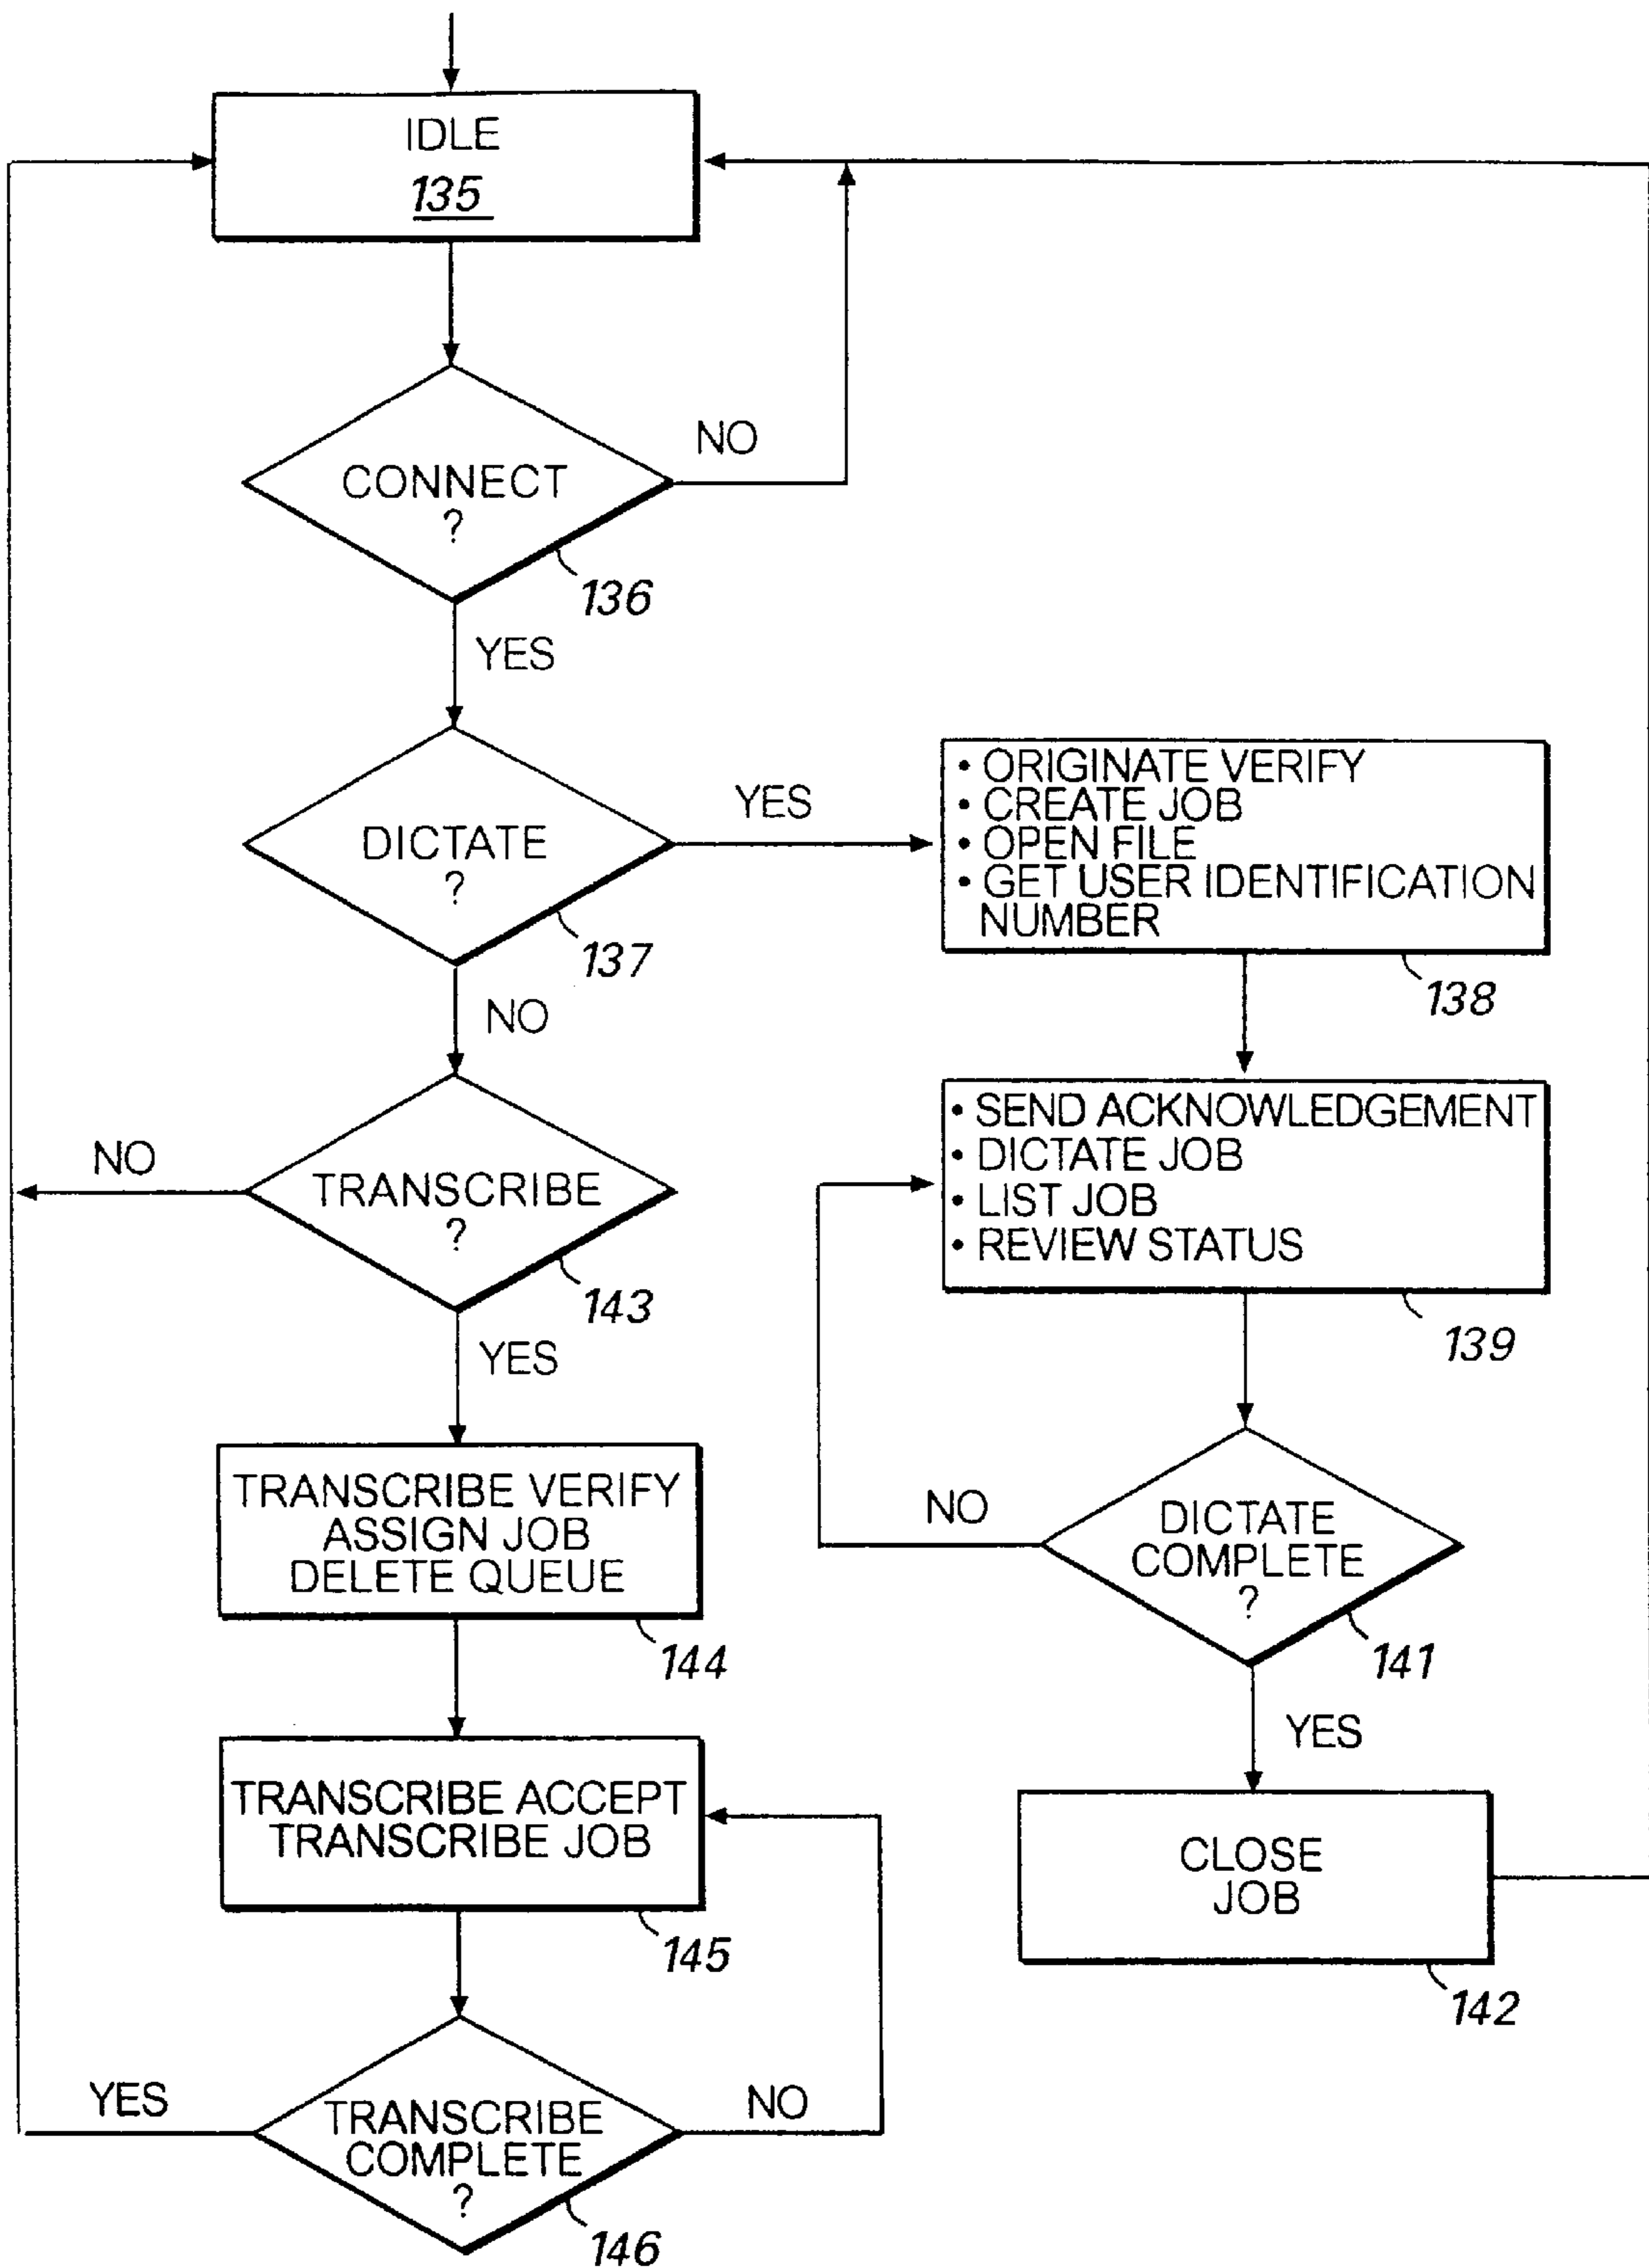 IDLE
135
CONNECT
?
NO
136
YES
DICTATE
?
YES
137
NO
• ORIGINATE VERIFY
• CREATE JOB
• OPEN FILE
• GET USER IDENTIFICATION
NUMBER
138
TRANSCRIBE
?
NO
143
YES
• SEND ACKNOWLEDGEMENT
• DICTATE JOB
• LIST JOB
• REVIEW STATUS
139
TRANSCRIBE VERIFY
ASSIGN JOB
DELETE QUEUE
144
DICTATE
COMPLETE
?
NO
141
YES
TRANSCRIBE ACCEPT
TRANSCRIBE JOB
145
CLOSE
JOB
142
YES
TRANSCRIBE
COMPLETE
?
NO
146